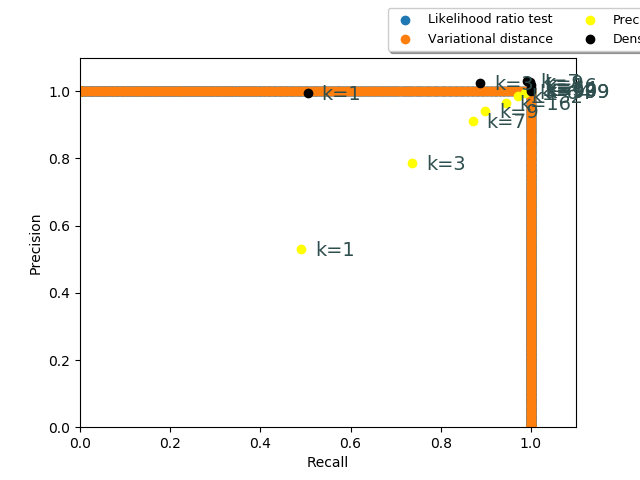 Likelihood ratio test
Variational distance
Prec
Dens
1.0
0.8
0.6
0.4
0.2
0.0
Precision
k=1
k=3
k=7
k=9
k=16
k=3
k=1
0.0
0.2
0.4
0.6
0.8
1.0
Recall